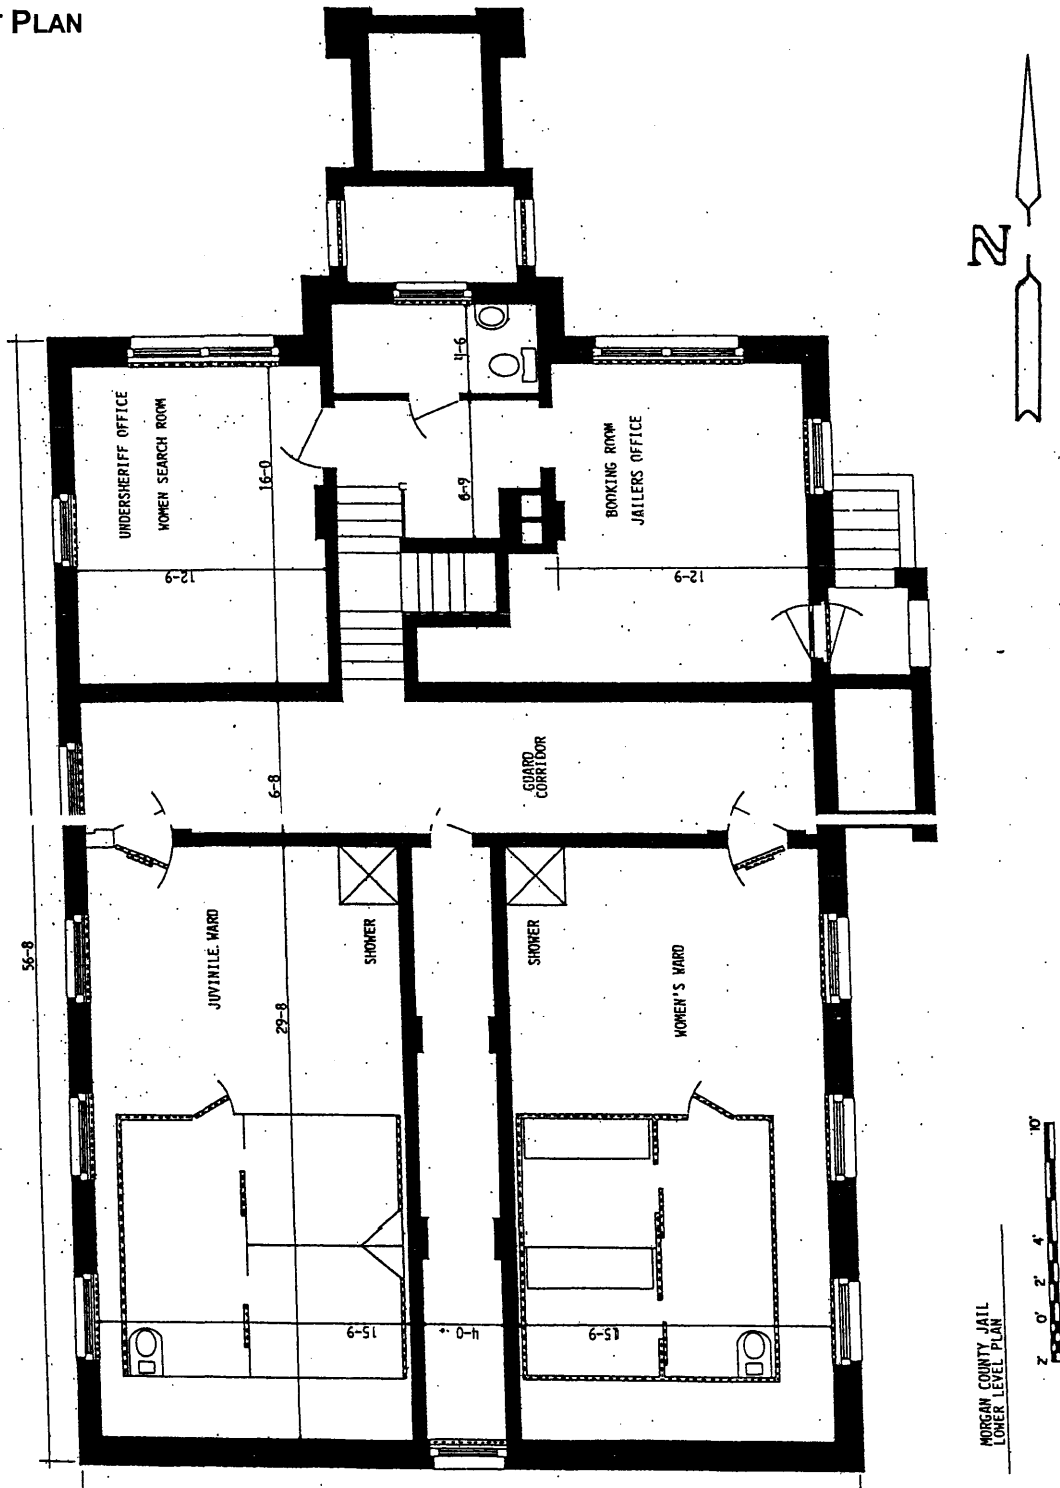 PLAN
N
UNDERSHERIFF OFFICE
WOMEN SEARCH ROOM
16-0
12-9
11-6
6-9
BOOKING ROOM
JAILERS OFFICE
12-9
6-8
GUARD
CORRIDOR
56-8
JUVINILE WARD
SHOWER
29-8
SHOWER
WOMEN'S WARD
15-9
4-0
15-9
MORGAN COUNTY JAIL
LOWER LEVEL PLAN
2' 0' 2' 4' 10'